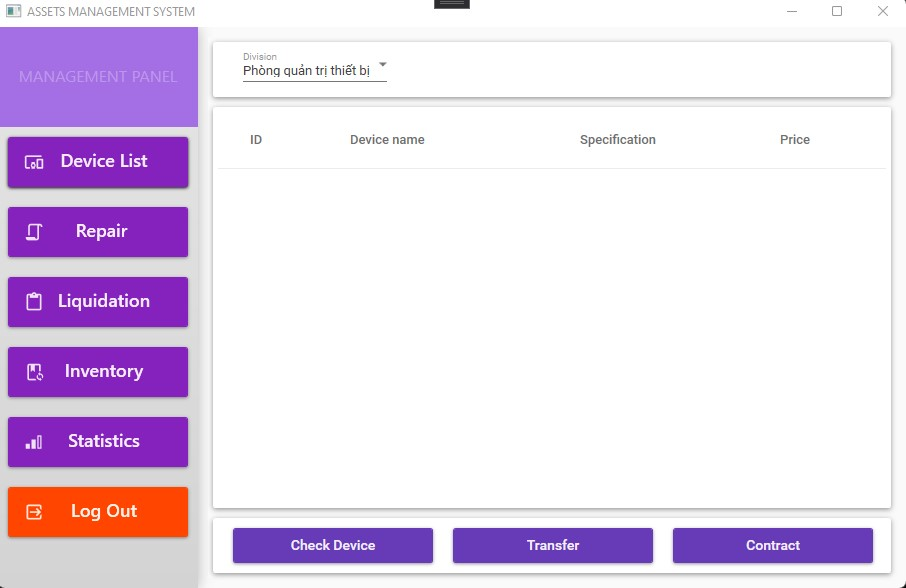 ASSETS MANAGEMENT SYSTEM
MANAGEMENT PANEL
Device List
Repair
Liquidation
Inventory
Statistics
Log Out
Division
Phòng quản trị thiết bị
ID Device name Specification Price
Check Device Transfer Contract